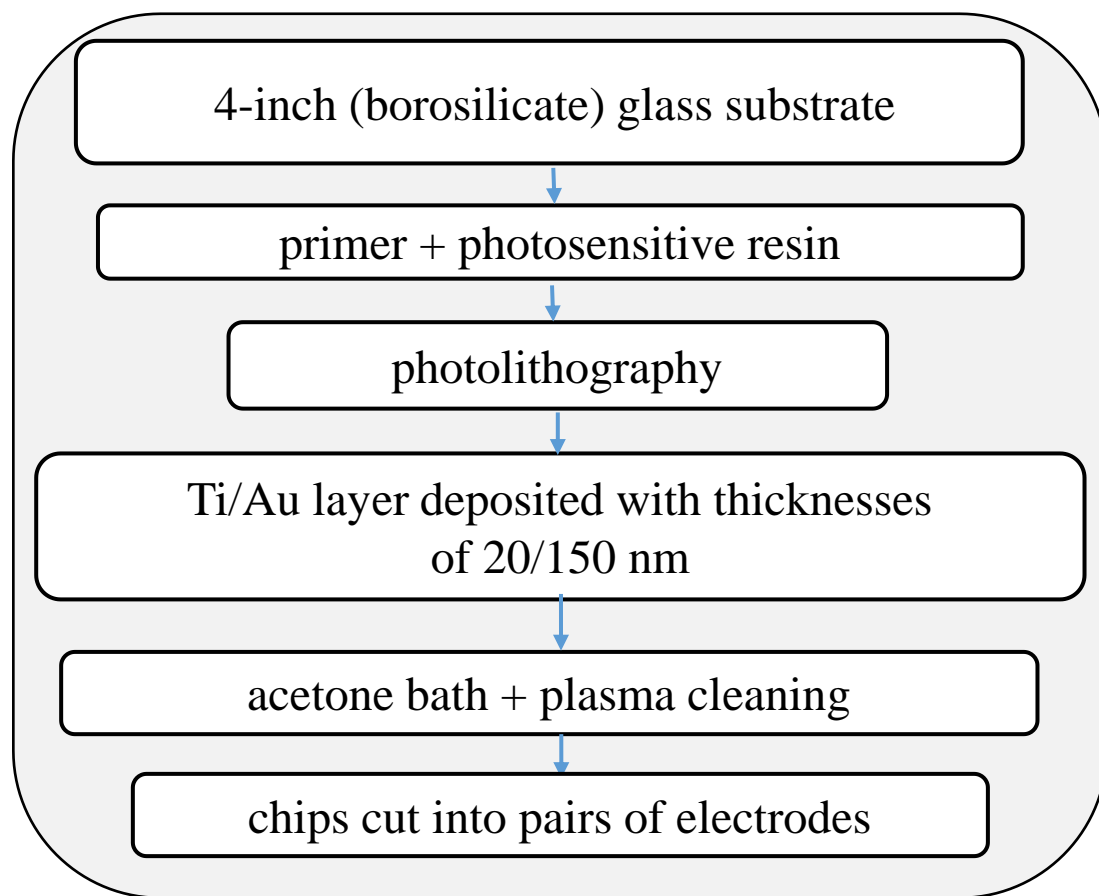 4-inch (borosilicate) glass substrate
primer + photosensitive resin
photolithography
Ti/Au layer deposited with thicknesses
of 20/150 nm
acetone bath + plasma cleaning
chips cut into pairs of electrodes